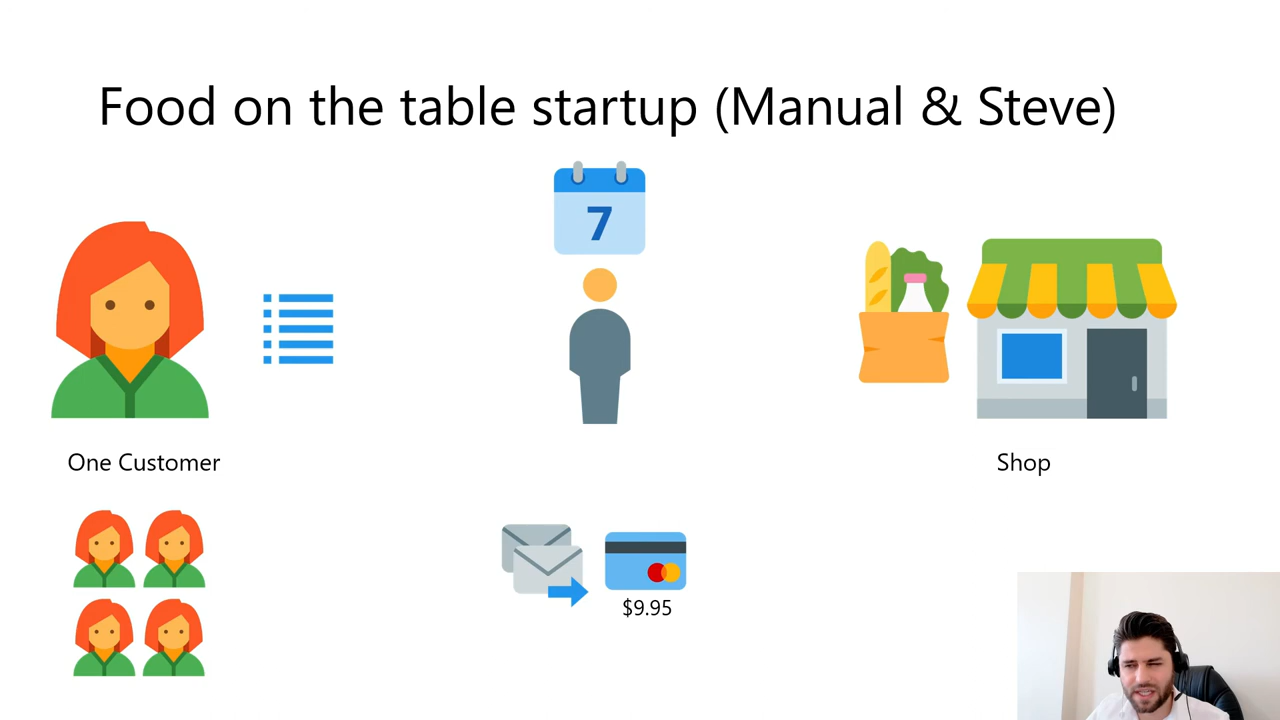 Food on the table startup (Manual & Steve)
7
One Customer
Shop
$9.95